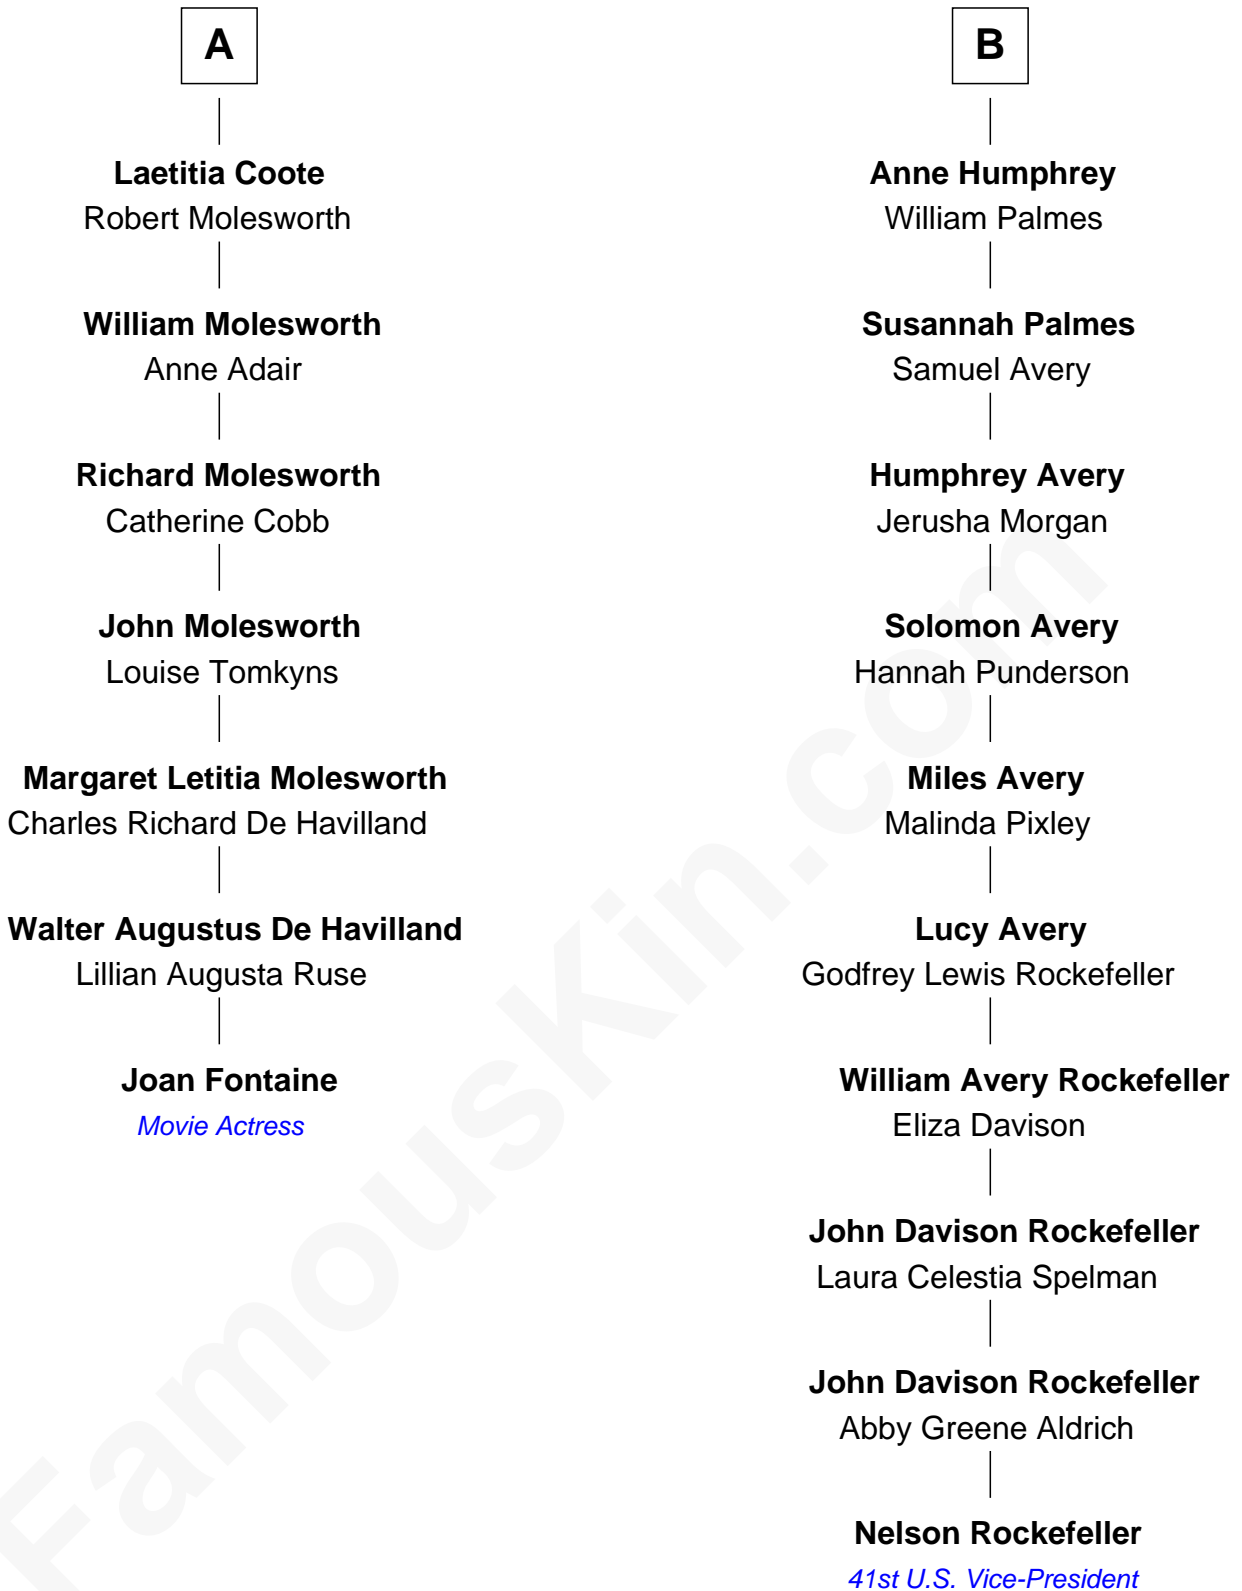 A
Laetitia Coote
Robert Molesworth
William Molesworth
Anne Adair
Richard Molesworth
Catherine Cobb
John Molesworth
Louise Tomkyns
Margaret Letitia Molesworth
Charles Richard De Havilland
Walter Augustus De Havilland
Lillian Augusta Ruse
Joan Fontaine
Movie Actress
B
Anne Humphrey
William Palmes
Susannah Palmes
Samuel Avery
Humphrey Avery
Jerusha Morgan
Solomon Avery
Hannah Punderson
Miles Avery
Malinda Pixley
Lucy Avery
Godfrey Lewis Rockefeller
William Avery Rockefeller
Eliza Davison
John Davison Rockefeller
Laura Celestia Spelman
John Davison Rockefeller
Abby Greene Aldrich
Nelson Rockefeller
41st U.S. Vice-President
FamousKin.com